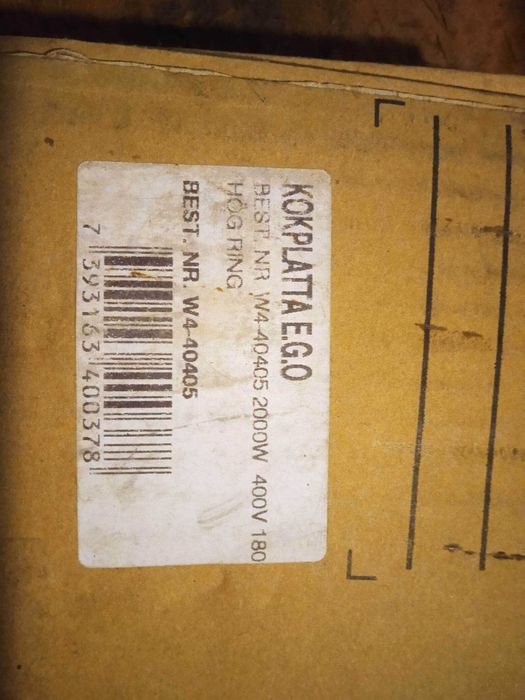 KOKPLATTA E.G.O
BEST. NR W4-40405 2000W 400V 180
HÖG RING
BEST. NR. W4-40405
7 393163 400378